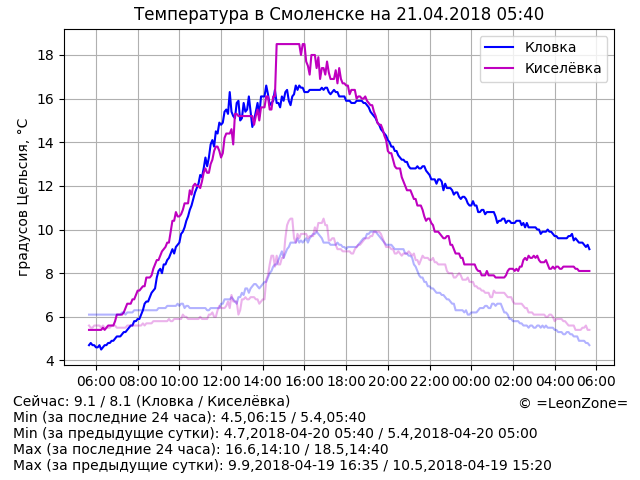 Температура в Смоленске на 21.04.2018 05:40
градусов Цельсия, °C
18
16
14
12
10
8
6
4
Кловка
Киселёвка
06:00 08:00 10:00 12:00 14:00 16:00 18:00 20:00 22:00 00:00 02:00 04:00 06:00
Сейчас: 9.1 / 8.1 (Кловка / Киселёвка)
© =LeonZone=
Min (за последние 24 часа): 4.5,06:15 / 5.4,05:40
Min (за предыдущие сутки): 4.7,2018-04-20 05:40 / 5.4,2018-04-20 05:00
Max (за последние 24 часа): 16.6,14:10 / 18.5,14:40
Max (за предыдущие сутки): 9.9,2018-04-19 16:35 / 10.5,2018-04-19 15:20